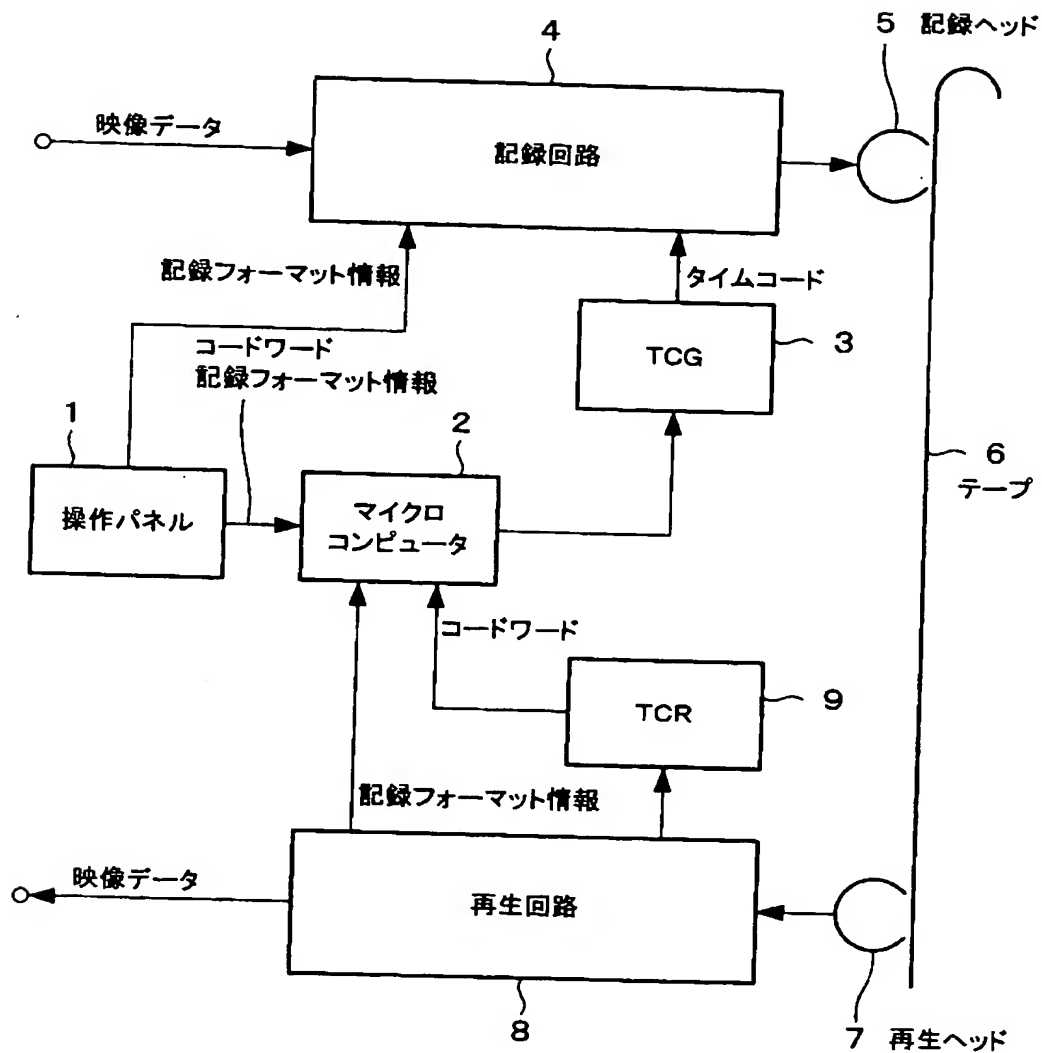 4
5 記録ヘッド
映像データ
記録回路
記録フォーマット情報
タイムコード
コードワード
記録フォーマット情報
TCG
3
1
2
6
テープ
操作パネル
マイクロ
コンピュータ
コードワード
TCR
9
記録フォーマット情報
映像データ
再生回路
8
7 再生ヘッド